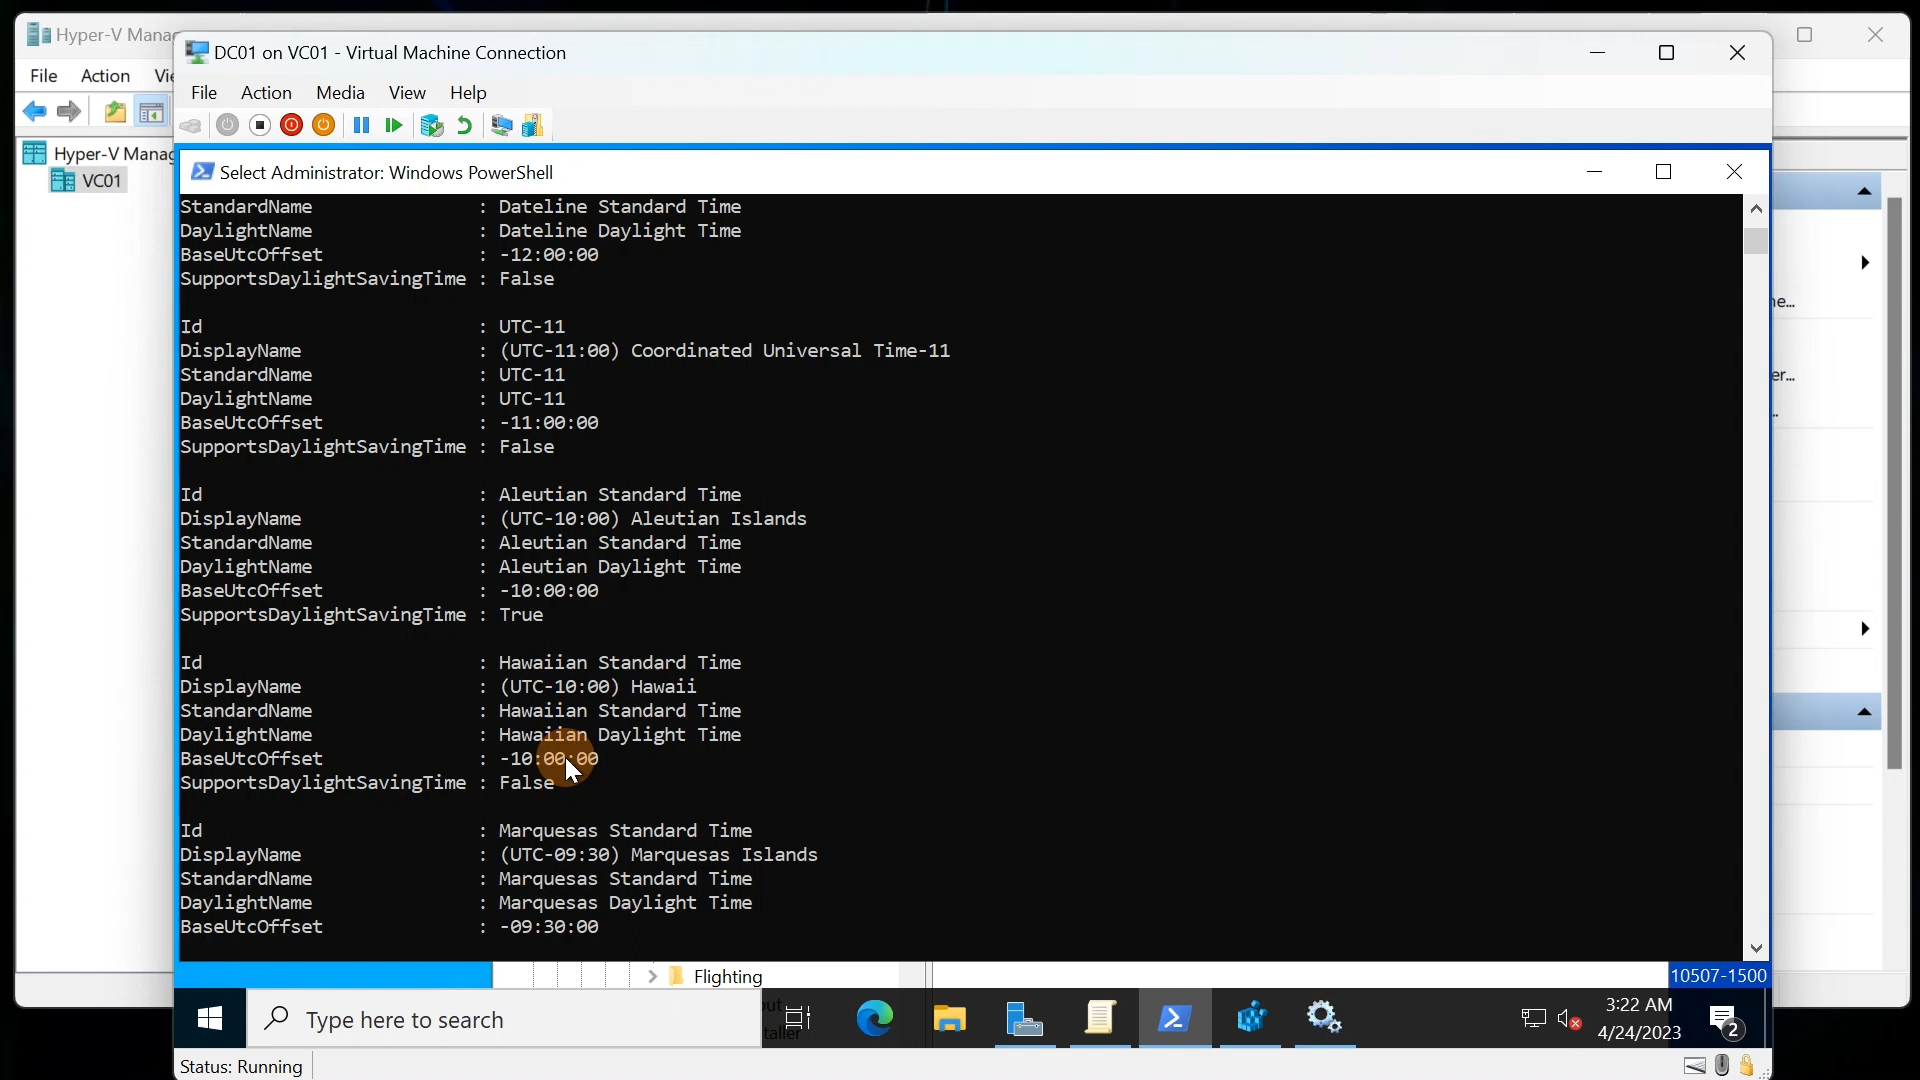 Hyper-V Manag
File Action Vie
DC01 on VC01 - Virtual Machine Connection
File Action Media View Help
Hyper-V Manag
VC01
Select Administrator: Windows PowerShell
StandardName : Dateline Standard Time
DaylightName : Dateline Daylight Time
BaseUtcOffset : -12:00:00
SupportsDaylightSavingTime : False
Id : UTC-11
DisplayName : (UTC-11:00) Coordinated Universal Time-11
StandardName : UTC-11
DaylightName : UTC-11
BaseUtcOffset : -11:00:00
SupportsDaylightSavingTime : False
Id : Aleutian Standard Time
DisplayName : (UTC-10:00) Aleutian Islands
StandardName : Aleutian Standard Time
DaylightName : Aleutian Daylight Time
BaseUtcOffset : -10:00:00
SupportsDaylightSavingTime : True
Id : Hawaiian Standard Time
DisplayName : (UTC-10:00) Hawaii
StandardName : Hawaiian Standard Time
DaylightName : Hawaiian Daylight Time
BaseUtcOffset : -10:00:00
SupportsDaylightSavingTime : False
Id : Marquesas Standard Time
DisplayName : (UTC-09:30) Marquesas Islands
StandardName : Marquesas Standard Time
DaylightName : Marquesas Daylight Time
BaseUtcOffset : -09:30:00
er...
Flighting
10507-1500
Type here to search
3:22 AM
4/24/2023
2
Status: Running